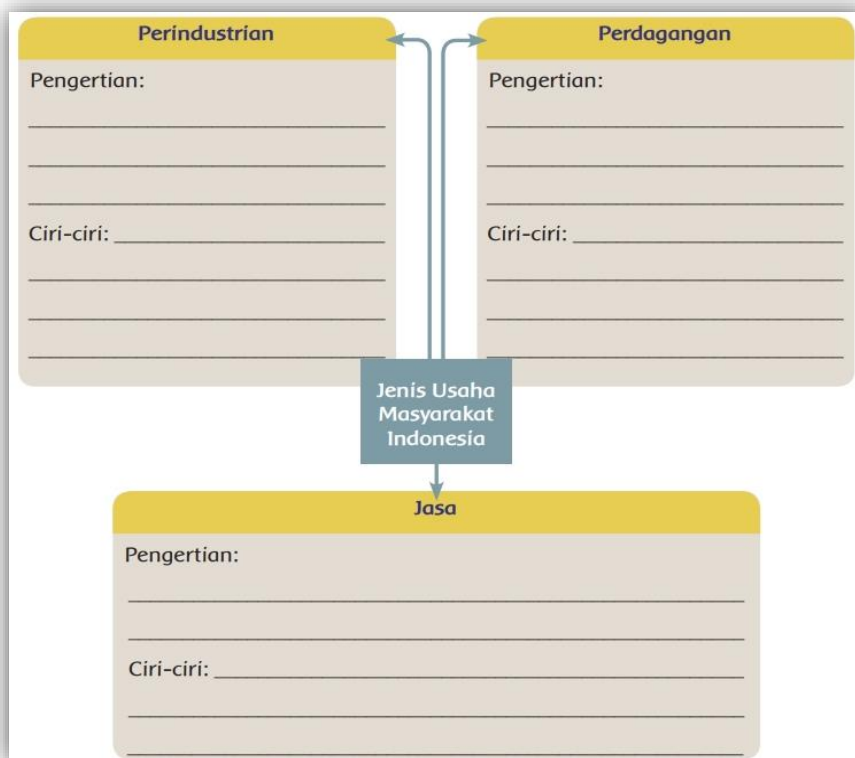 Perindustrian
Pengertian:
Ciri-ciri:
Perdagangan
Pengertian:
Ciri-ciri:
Jenis Usaha
Masyarakat
Indonesia
Jasa
Pengertian:
Ciri-ciri: